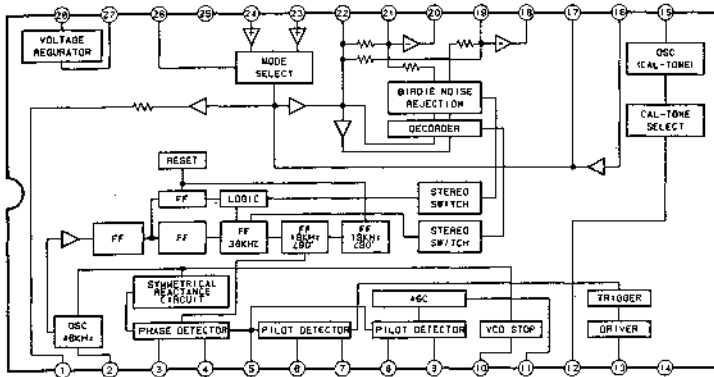 28 27 26 25 24 23 22 21 20 19 18 17 16 15
VOLTAGE
REGURATOR
MODE
SELECT
OSC
(CAL-TONE)
BIRDIE NOISE
REJECTION
CAL-TONE
SELECT
DECORDER
RESET
FF
LOGIC
STEREO
SWITCH
FF
FF
FF
38KHz
FF
FF
STEREO
SWITCH
SYMMETRICAL
REACTANCE
CIRCUIT
AGC
TRIGGER
OSC
PHASE DETECTOR
PILOT DETECTOR
PILOT DETECTOR
VCO STOP
DRIVER
1 2 3 4 5 6 7 8 9 10 11 12 13 14